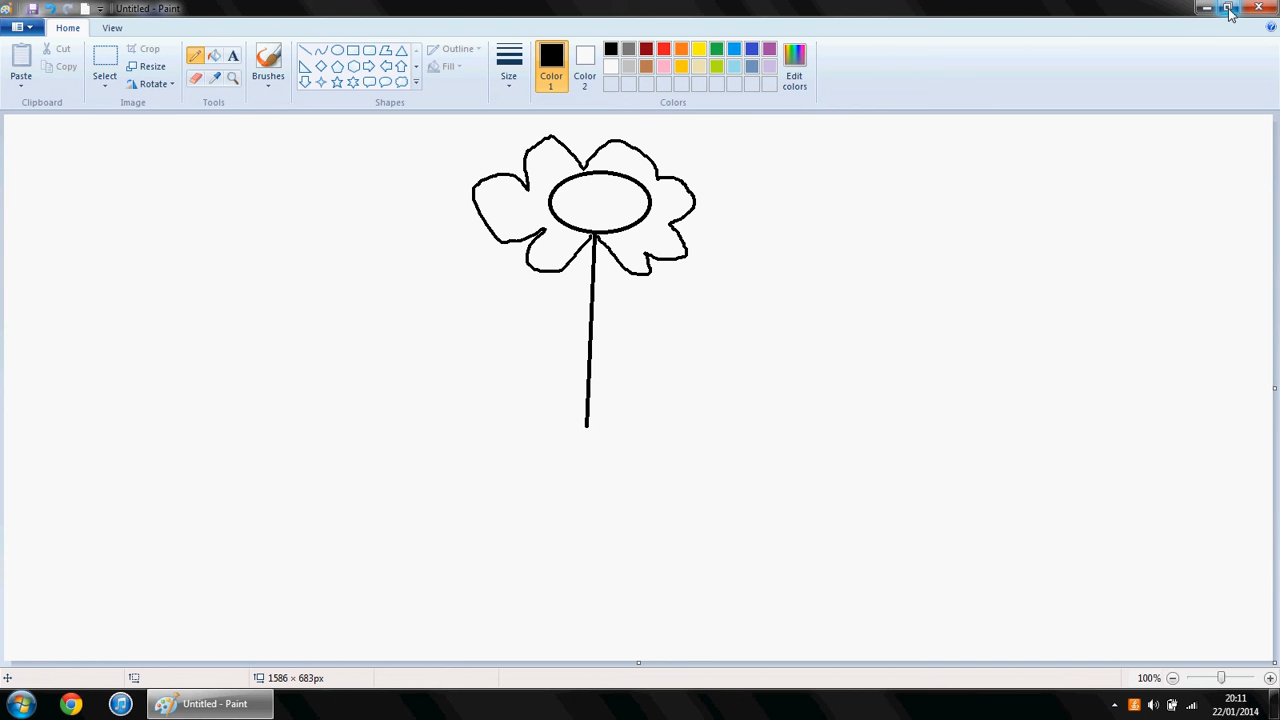 Untitled - Paint
Home View
Paste Cut Copy Select Crop Resize Rotate A Brushes Outline Fill Size Color 1 Color 2 Edit colors
Clipboard Image Tools Shapes Colors
1586 × 683px 100%
Untitled - Paint 20:11
22/01/2014